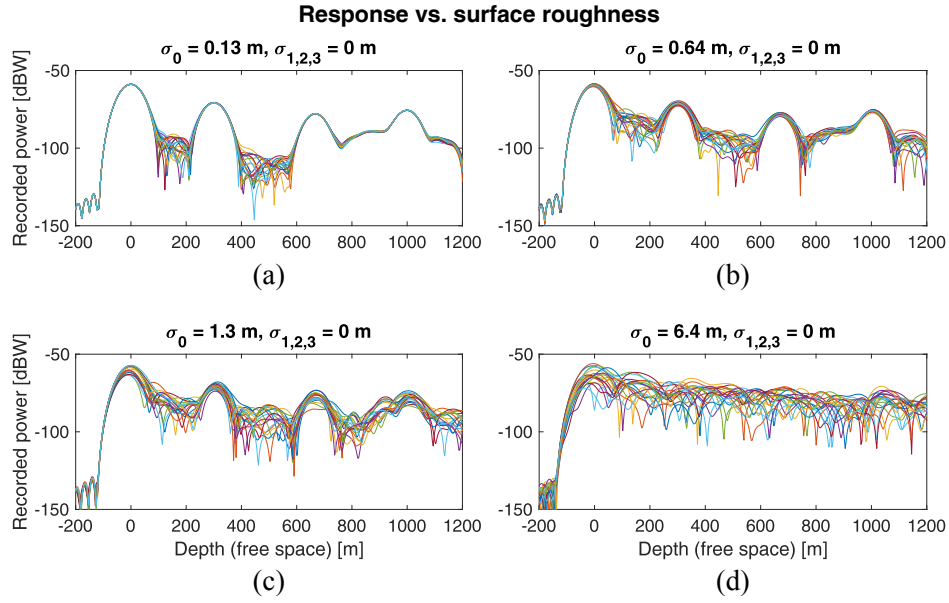 Response vs. surface roughness
σ0 = 0.13 m, σ1,2,3 = 0 m
Recorded power [dBW]
-50
-100
-150
-200 0 200 400 600 800 1000 1200
(a)
σ0 = 0.64 m, σ1,2,3 = 0 m
-50
-100
-150
-200 0 200 400 600 800 1000 1200
(b)
σ0 = 1.3 m, σ1,2,3 = 0 m
Recorded power [dBW]
-50
-100
-150
-200 0 200 400 600 800 1000 1200
Depth (free space) [m]
(c)
σ0 = 6.4 m, σ1,2,3 = 0 m
-50
-100
-150
-200 0 200 400 600 800 1000 1200
Depth (free space) [m]
(d)